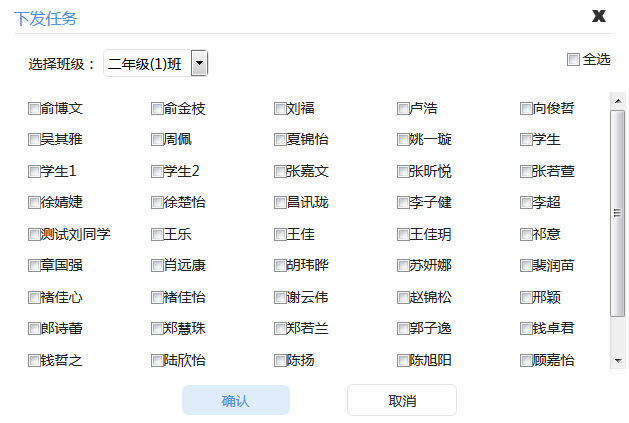 下发任务
选择班级： 二年级(1)班 全选
俞博文 俞金枝 刘福 卢浩 向俊哲
吴其雅 周佩 夏锦怡 姚一璇 学生
学生1 学生2 张嘉文 张昕悦 张若萱
徐婧婕 徐楚怡 昌讯珑 李子健 李超
测试刘同学 王乐 王佳 王佳玥 祁意
章国强 肖远康 胡玮晔 苏妍娜 裴润苗
褚佳心 褚佳怡 谢云伟 赵锦松 邢颖
郎诗蕾 郑慧珠 郑若兰 郭子逸 钱卓君
钱哲之 陆欣怡 陈扬 陈旭阳 顾嘉怡
确认 取消